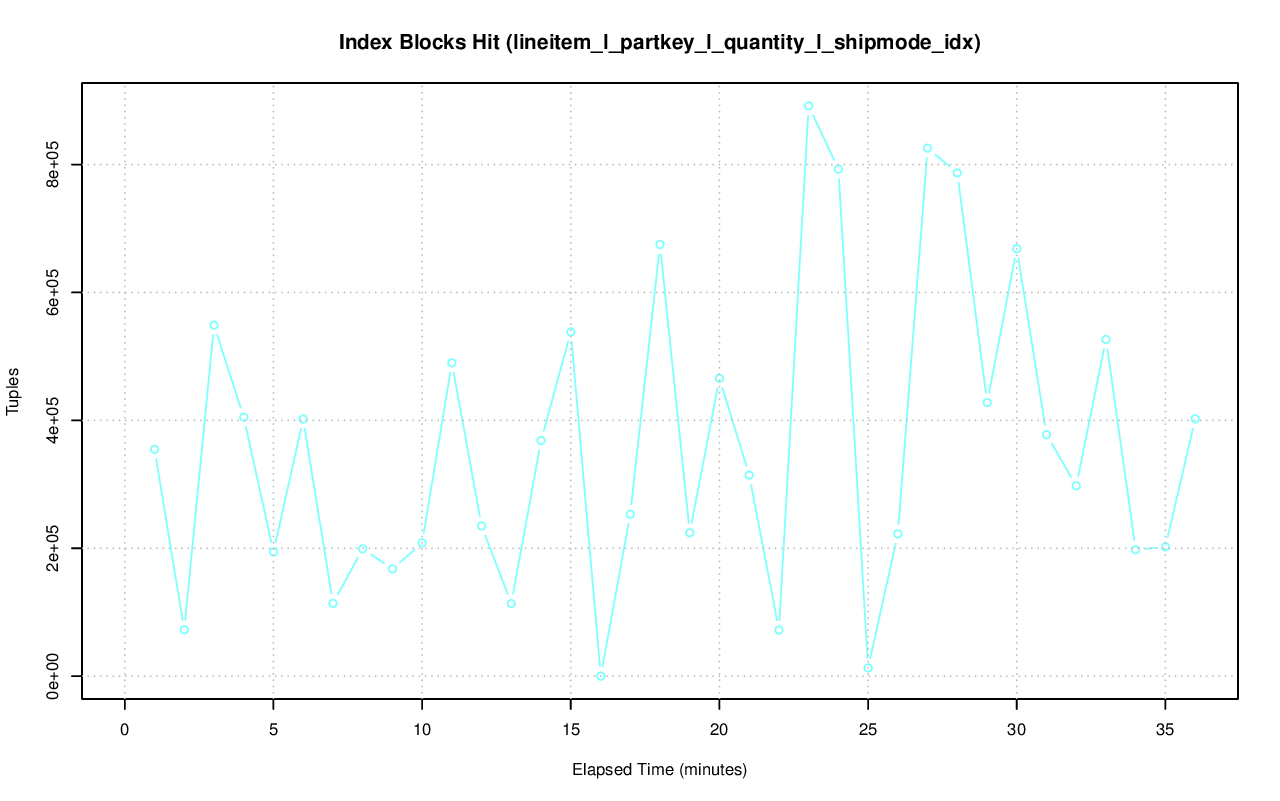 Index Blocks Hit (lineitem_l_partkey_l_quantity_l_shipmode_idx)
Tuples
8e+05
6e+05
4e+05
2e+05
0e+00
0 5 10 15 20 25 30 35
Elapsed Time (minutes)